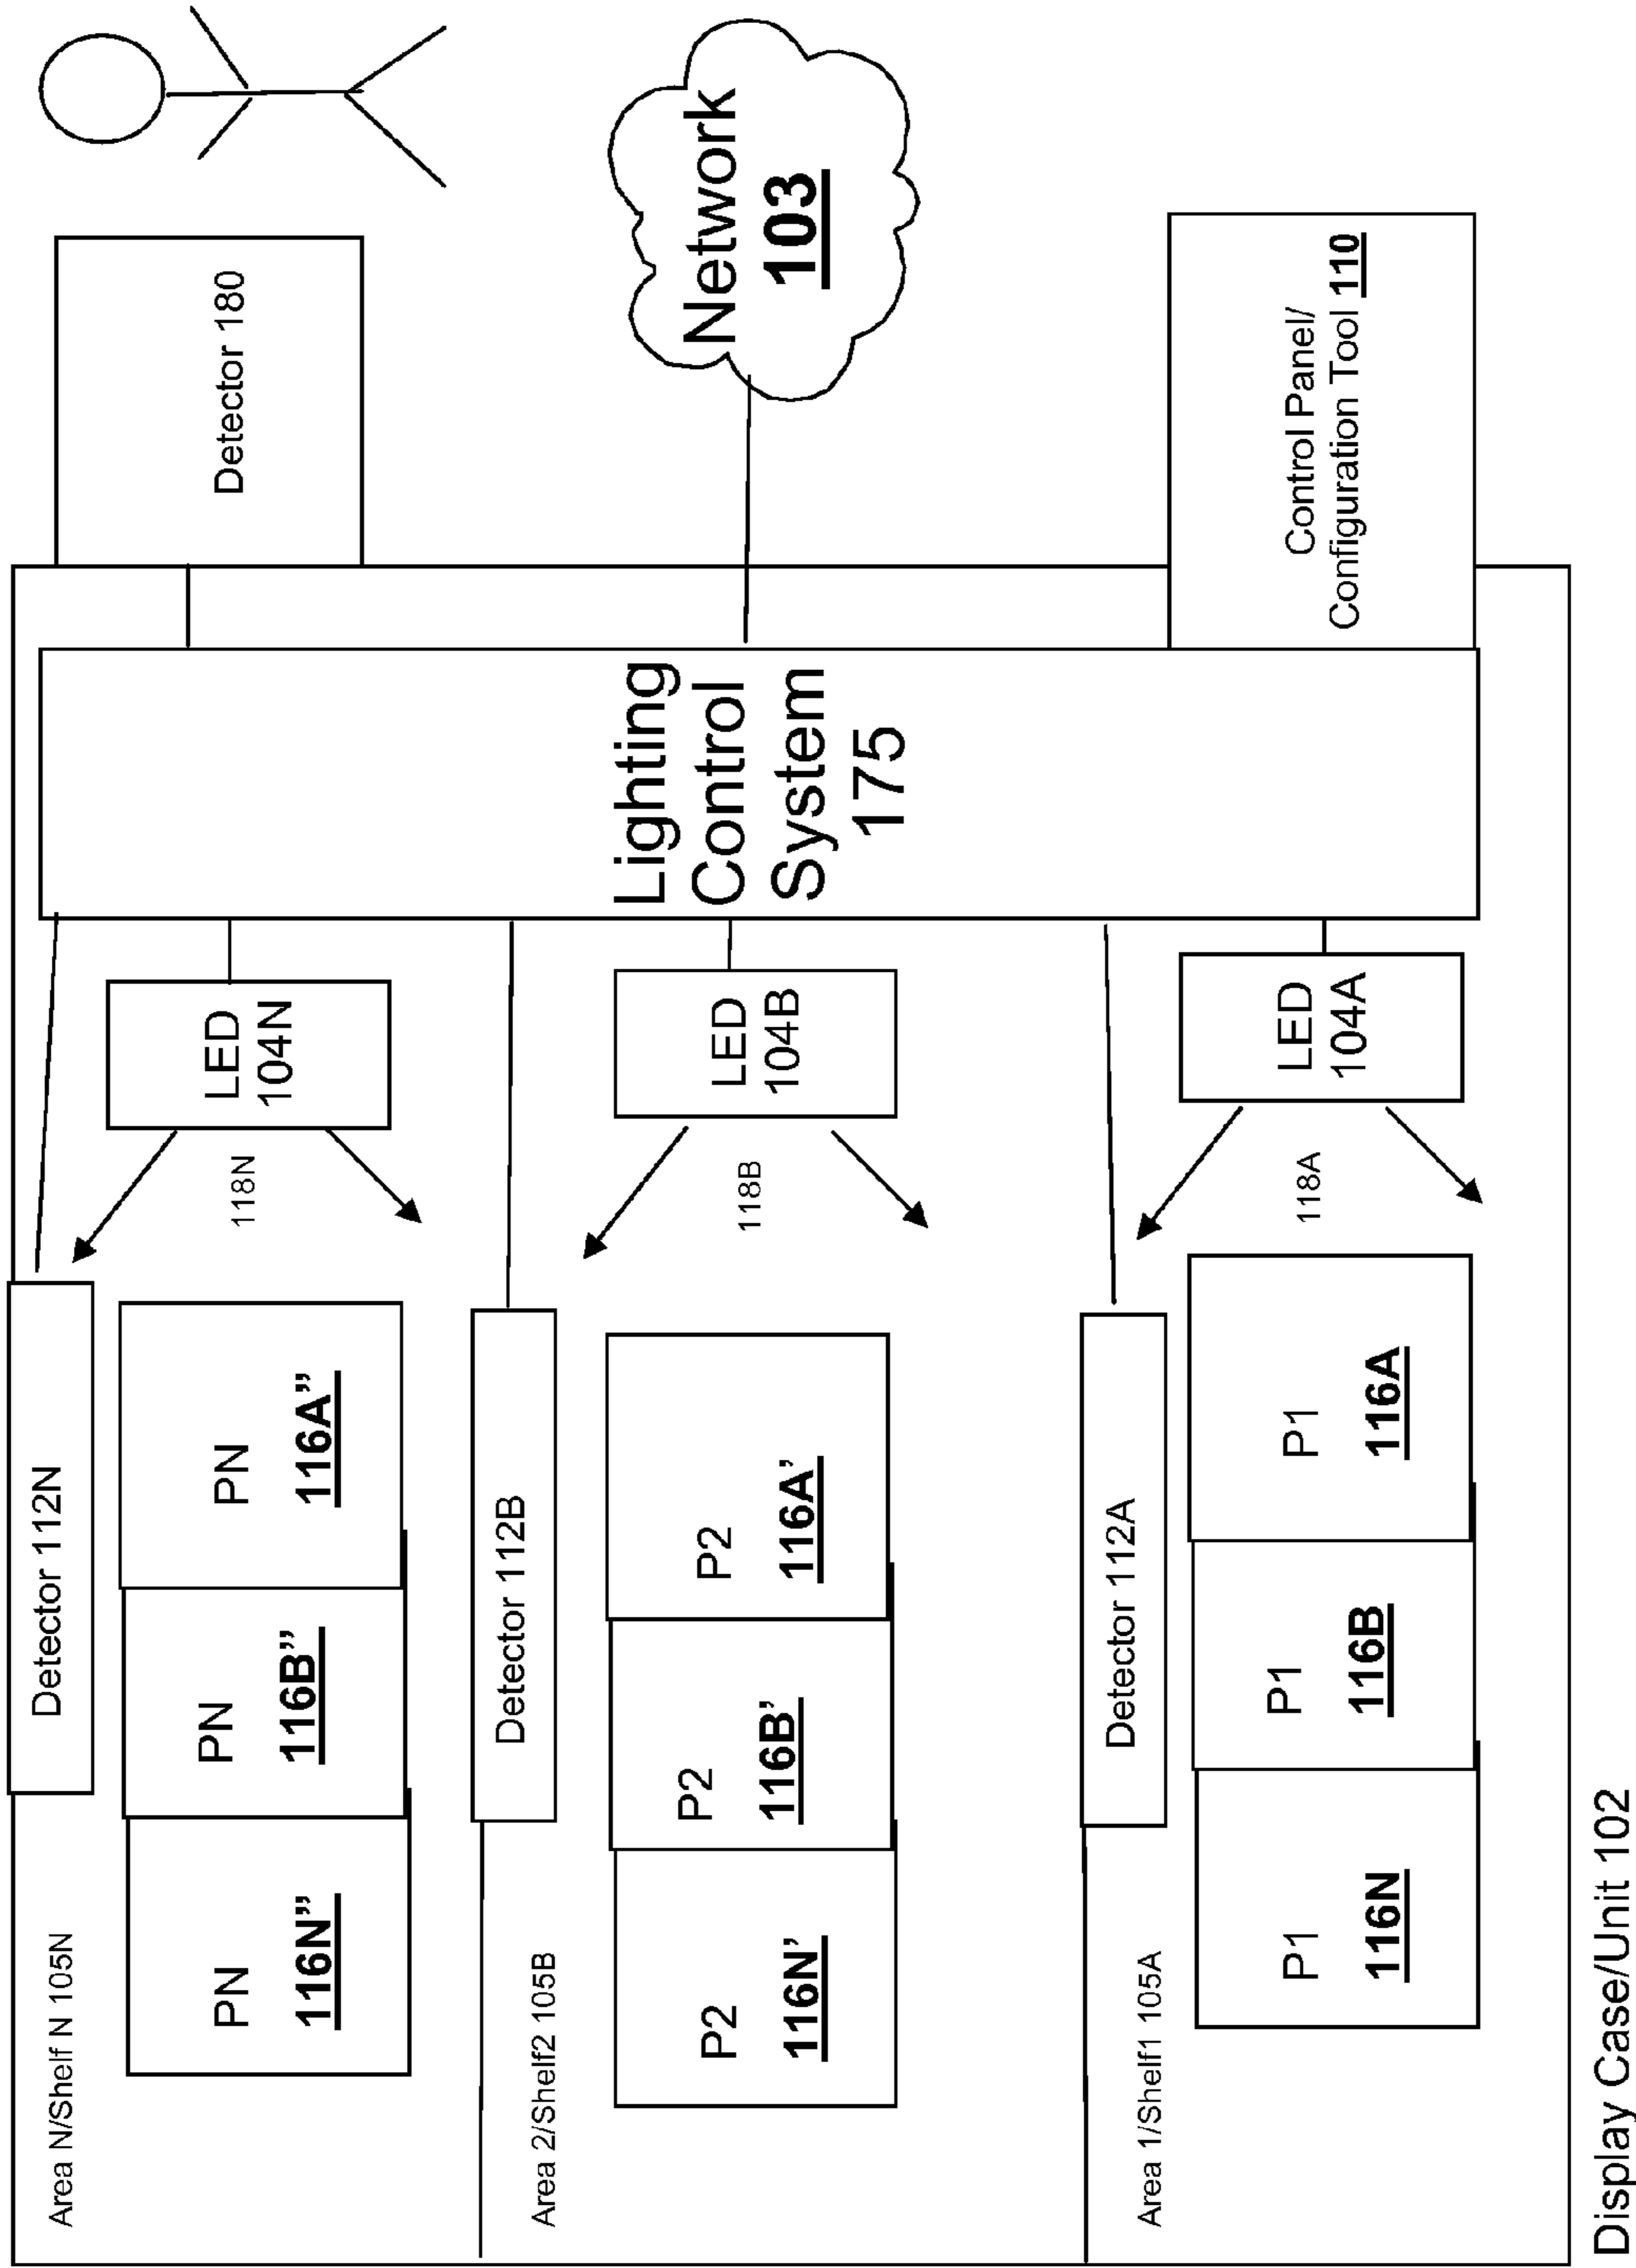 Area N/Shelf N 105N
Detector 112N
PN
116N”
PN
116B”
PN
116A”
118N
LED
104N
Detector 180
Area 2/Shelf2 105B
Detector 112B
P2
116N’
P2
116B’
P2
116A’
118B
LED
104B
Lighting
Control
System
175
Network
103
Area 1/Shelf1 105A
Detector 112A
P1
116N
P1
116B
P1
116A
118A
LED
104A
Control Panel/
Configuration Tool 110
Display Case/Unit 102